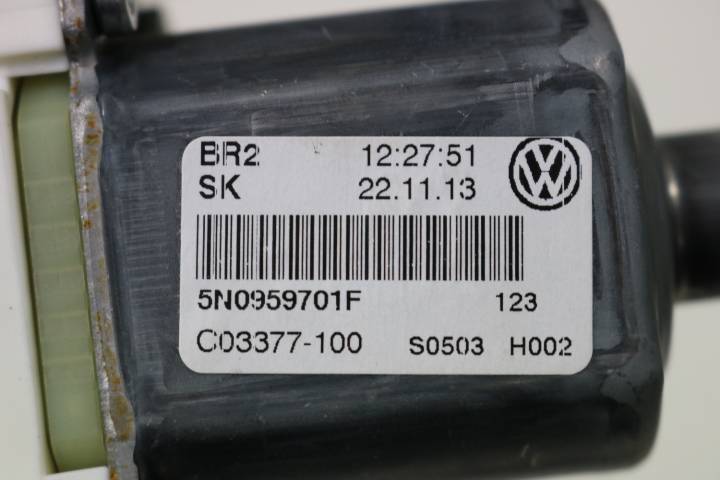 BR2 12:27:51
SK 22.11.13
5N0959701F 123
C03377-100 S0503 H002